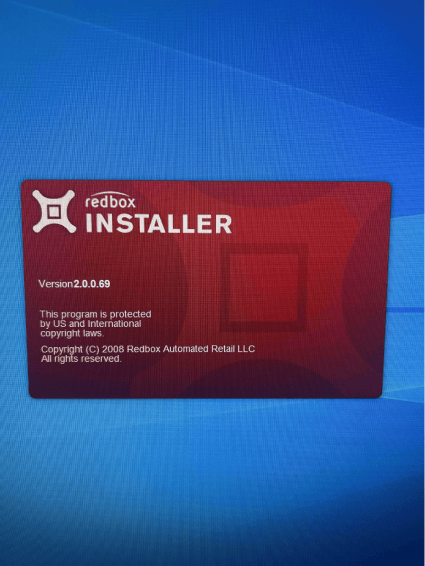 redbox
INSTALLER
Version2.0.0.69
This program is protected
by US and International
copyright laws.
Copyright (C) 2008 Redbox Automated Retail LLC
All rights reserved.